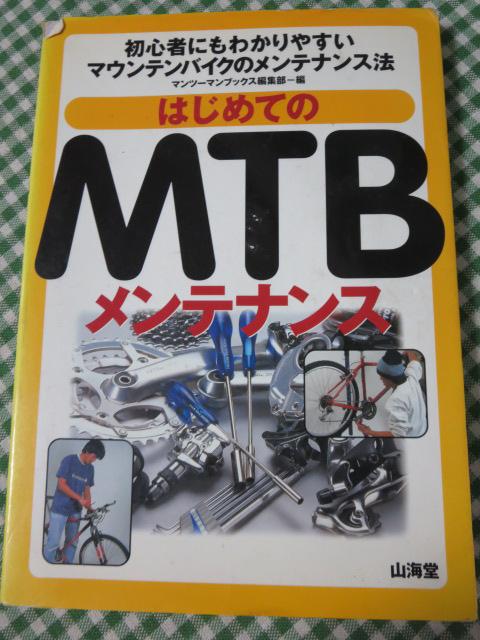 初心者にもわかりやすい
マウンテンバイクのメンテナンス法
マンツーマンブックス編集部－編
はじめての
MTB
メンテナンス
山海堂